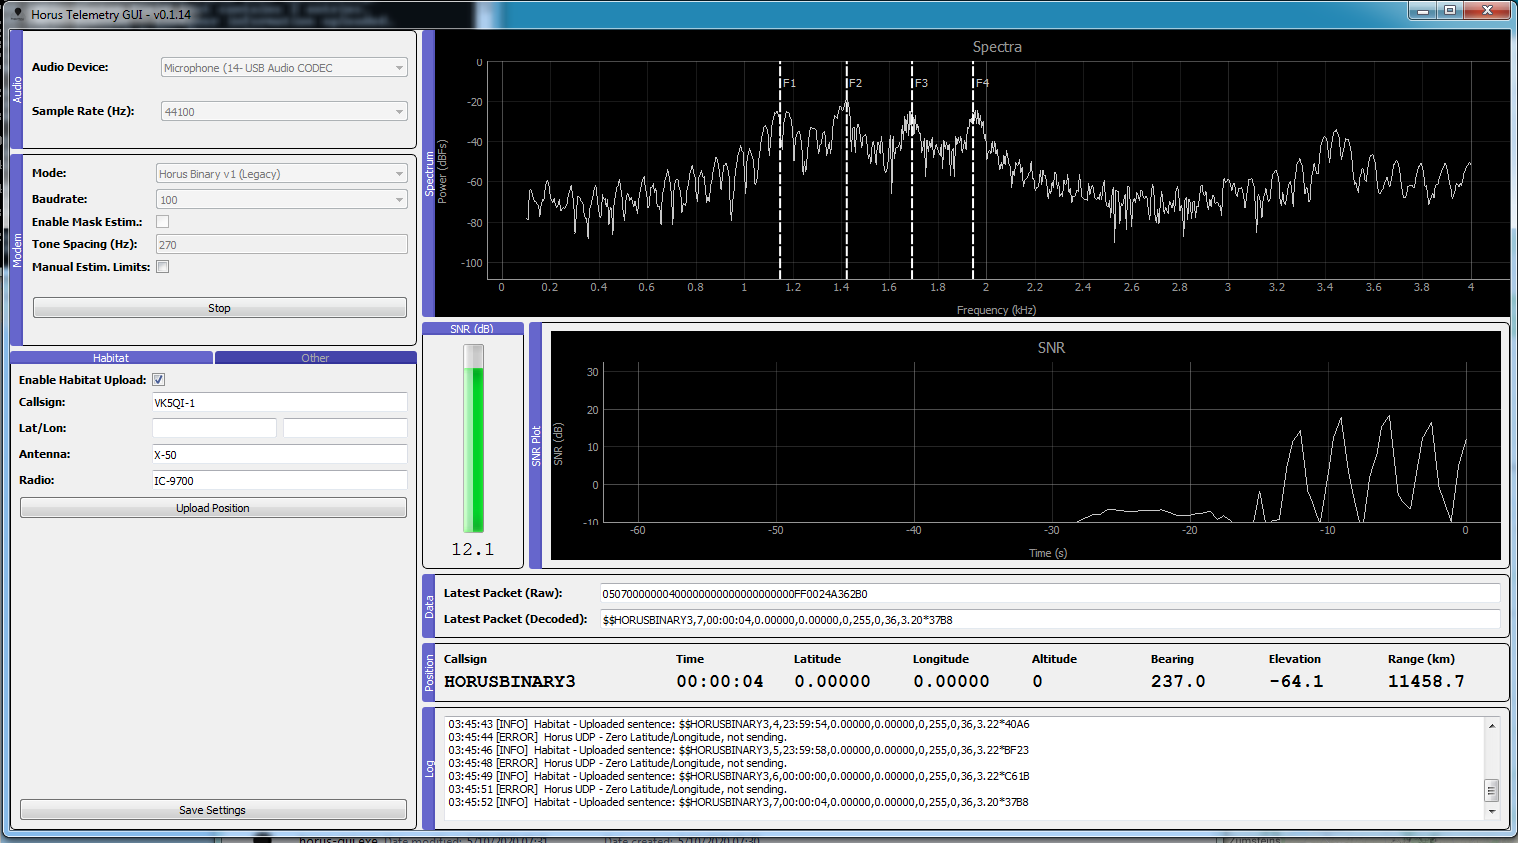 Horus Telemetry GUI - v0.1.14
Audio
Audio Device:
Microphone (14- USB Audio CODEC
Sample Rate (Hz):
44100
Modem
Mode:
Horus Binary v1 (Legacy)
Baudrate:
100
Enable Mask Estim.:
Tone Spacing (Hz):
270
Manual Estim. Limits:
Stop
Habitat
Other
Enable Habitat Upload:
Callsign:
VK5QI-1
Lat/Lon:
Antenna:
X-50
Radio:
IC-9700
Upload Position
Save Settings
Spectrum
Spectra
Power (dBFs)
0
-20
-40
-60
-80
-100
F1
F2
F3
F4
0 0.2 0.4 0.6 0.8 1 1.2 1.4 1.6 1.8 2 2.2 2.4 2.6 2.8 3 3.2 3.4 3.6 3.8 4
Frequency (kHz)
SNR (dB)
12.1
SNR Plot
SNR
SNR (dB)
30
20
10
0
-10
-60 -50 -40 -30 -20 -10 0
Time (s)
Data
Latest Packet (Raw):
Latest Packet (Decoded):
$$HORUSBINARY3,7,00:00:04,0.00000,0.00000,0,255,0,36,3.20*37B8
Position
Callsign Time Latitude Longitude Altitude Bearing Elevation Range (km)
HORUSBINARY3 00:00:04 0.00000 0.00000 0 237.0 -64.1 11458.7
Log
03:45:43 [INFO] Habitat - Uploaded sentence: $$HORUSBINARY3,4,23:59:54,0.00000,0.00000,0,255,0,36,3.22*40A6
03:45:44 [ERROR] Horus UDP - Zero Latitude/Longitude, not sending.
03:45:46 [INFO] Habitat - Uploaded sentence: $$HORUSBINARY3,5,23:59:58,0.00000,0.00000,0,255,0,36,3.22*BF23
03:45:48 [ERROR] Horus UDP - Zero Latitude/Longitude, not sending.
03:45:49 [INFO] Habitat - Uploaded sentence: $$HORUSBINARY3,6,00:00:00,0.00000,0.00000,0,255,0,36,3.22*C61B
03:45:51 [ERROR] Horus UDP - Zero Latitude/Longitude, not sending.
03:45:52 [INFO] Habitat - Uploaded sentence: $$HORUSBINARY3,7,00:00:04,0.00000,0.00000,0,255,0,36,3.20*37B8